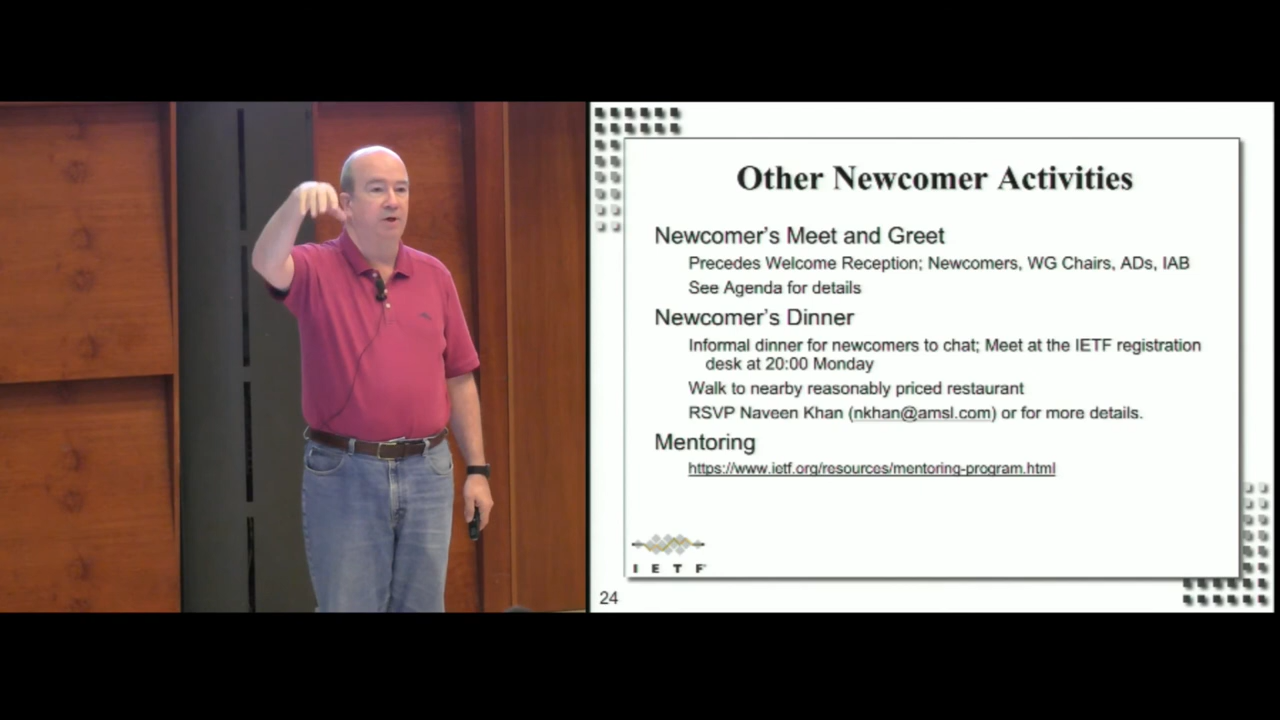 Other Newcomer Activities
Newcomer's Meet and Greet
Precedes Welcome Reception; Newcomers, WG Chairs, ADs, IAB
See Agenda for details
Newcomer's Dinner
Informal dinner for newcomers to chat; Meet at the IETF registration
desk at 20:00 Monday
Walk to nearby reasonably priced restaurant
RSVP Naveen Khan (nkhan@amsl.com) or for more details.
Mentoring
https://www.ietf.org/resources/mentoring-program.html
I E T F
24